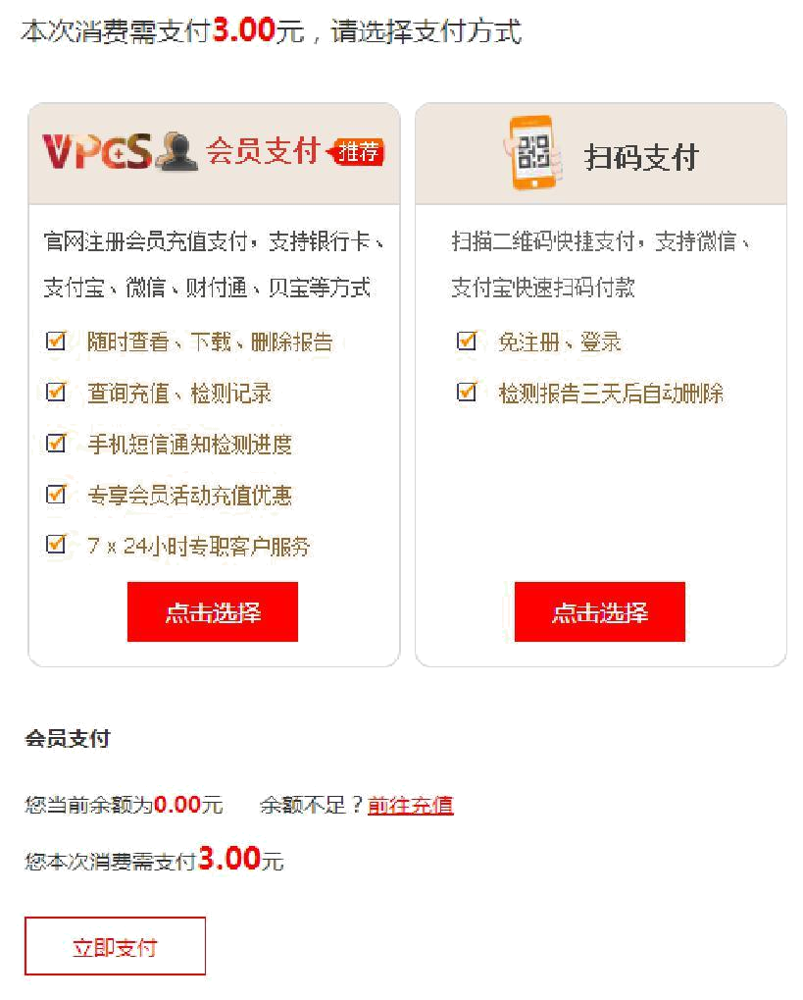 本次消费需支付3.00元，请选择支付方式
VPCS 会员支付 推荐
官网注册会员充值支付，支持银行卡、
支付宝、微信、财付通、贝宝等方式
随时查看、下载、删除报告
查询充值、检测记录
手机短信通知检测进度
专享会员活动充值优惠
7 x 24小时专职客户服务
点击选择
扫码支付
扫描二维码快捷支付，支持微信、
支付宝快速扫码付款
免注册、登录
检测报告三天后自动删除
点击选择
会员支付
您当前余额为0.00元 余额不足？前往充值
您本次消费需支付3.00元
立即支付